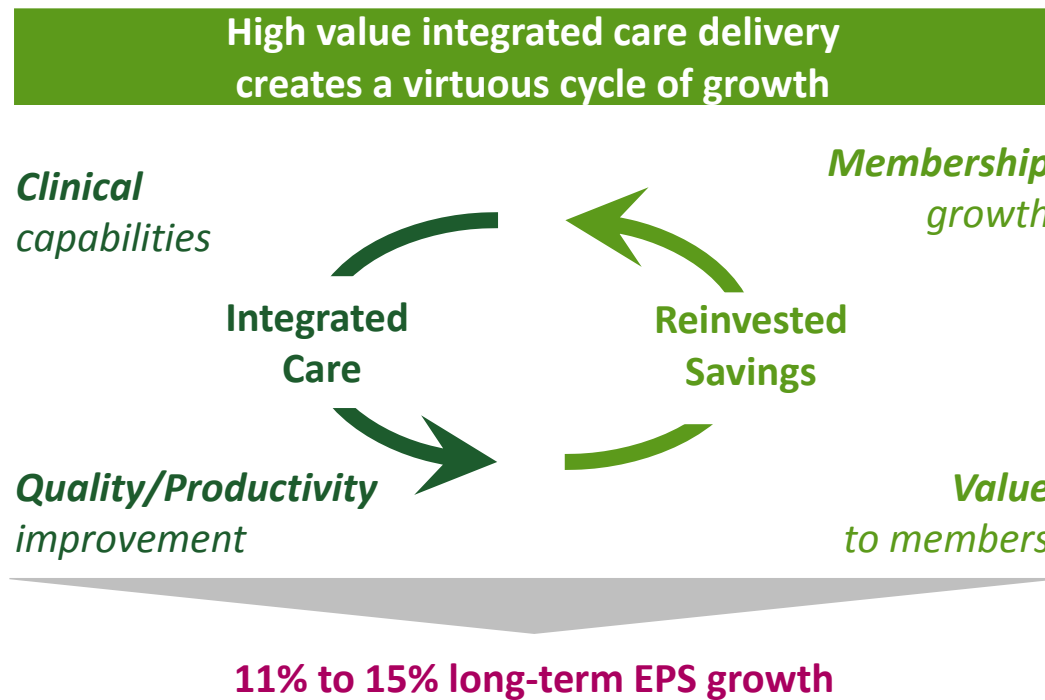 High value integrated care delivery
creates a virtuous cycle of growth
Clinical
capabilities
Membership
growth
Integrated
Care
Reinvested
Savings
Quality/Productivity
improvement
Value
to members
11% to 15% long-term EPS growth